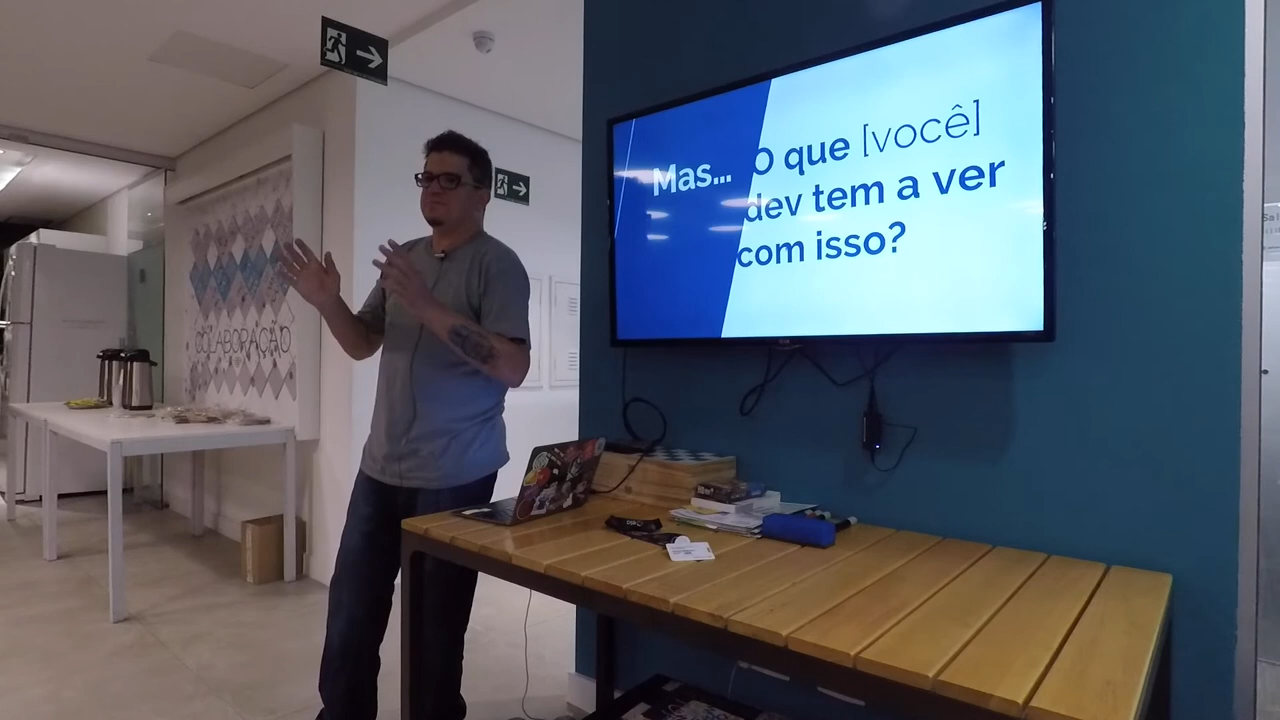 Mas...
O que [você]
dev tem a ver
com isso?
COLABORAÇÃO